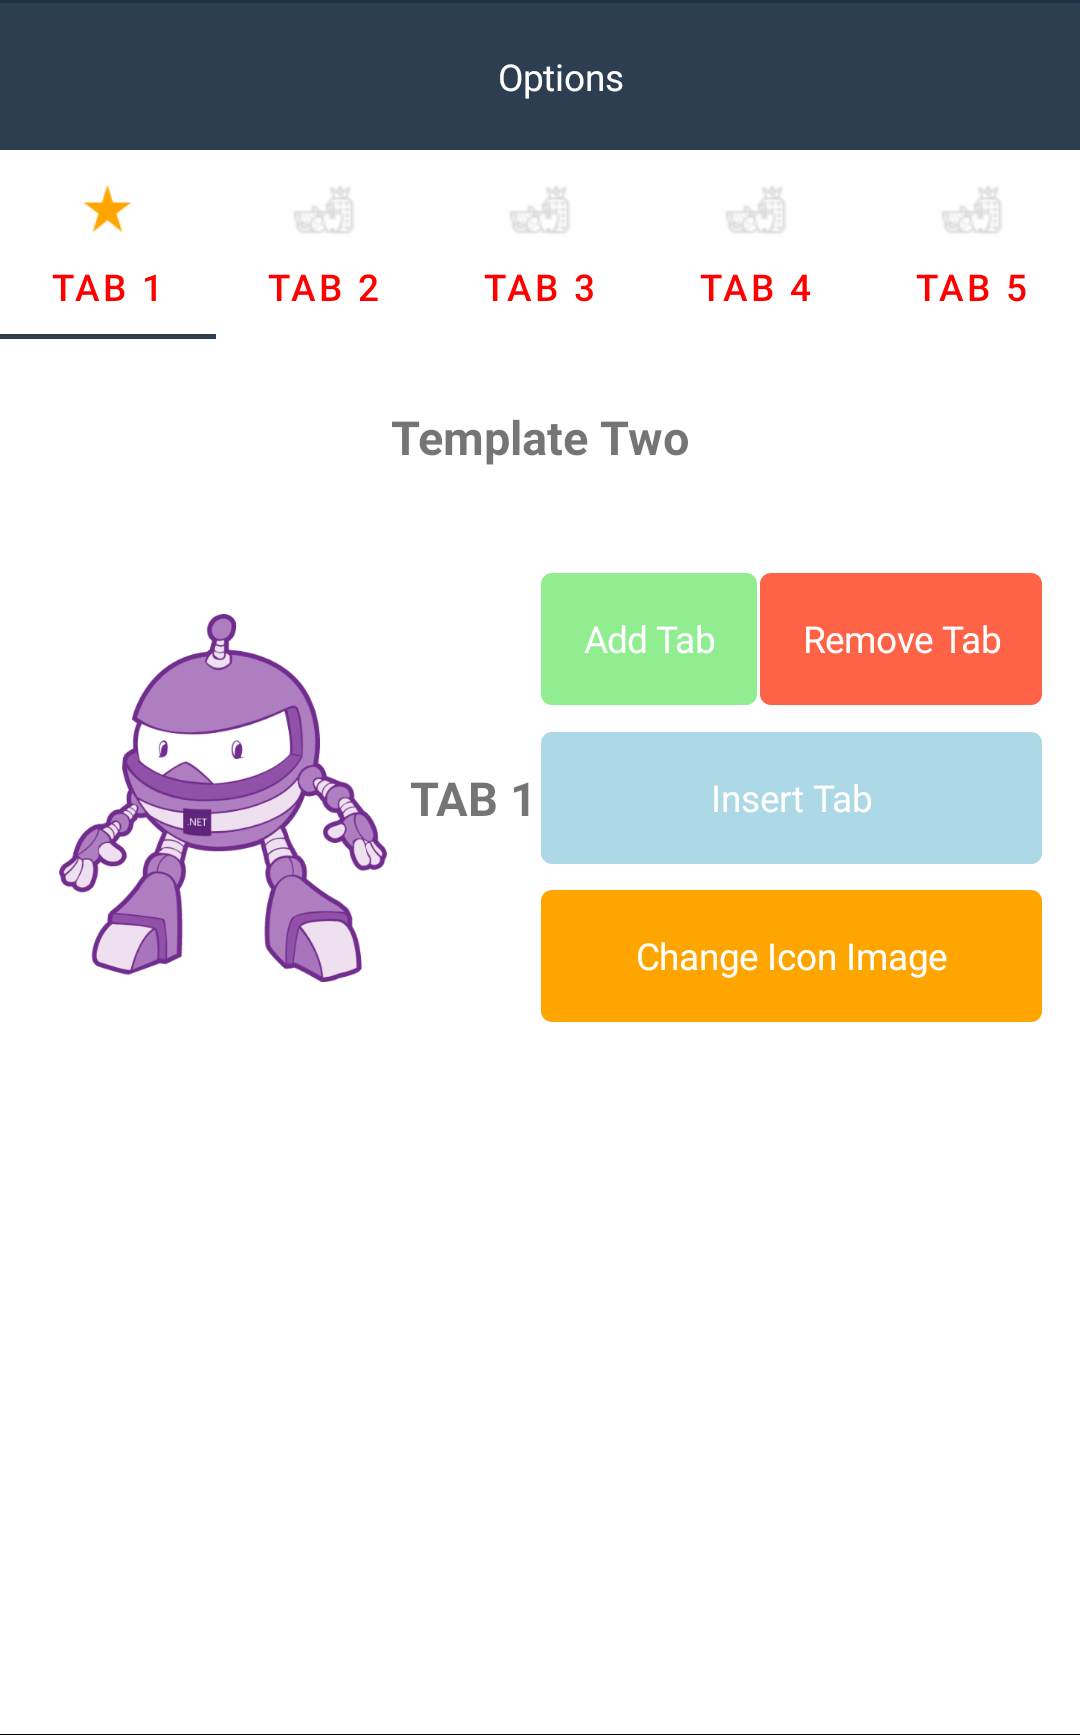 Options
TAB 1
TAB 2
TAB 3
TAB 4
TAB 5
Template Two
.NET
TAB 1
Add Tab
Remove Tab
Insert Tab
Change Icon Image